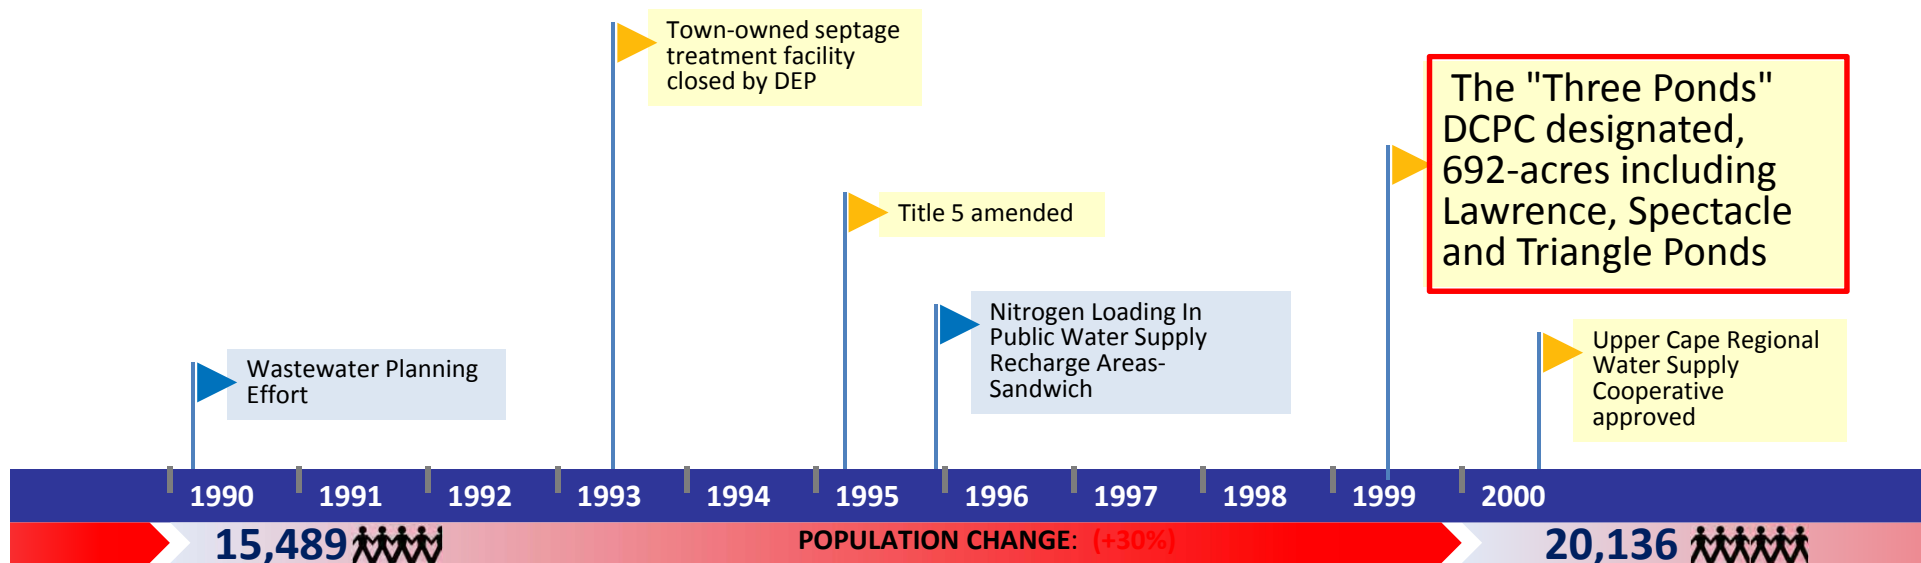 Town-owned septage
treatment facility
closed by DEP
The "Three Ponds"
DCPC designated,
692-acres including
Lawrence, Spectacle
and Triangle Ponds
Title 5 amended
Nitrogen Loading In
Public Water Supply
Recharge Areas-
Sandwich
Upper Cape Regional
Water Supply
Cooperative
approved
Wastewater Planning
Effort
1990 1991 1992 1993 1994 1995 1996 1997 1998 1999 2000
15,489 POPULATION CHANGE: (+30%) 20,136